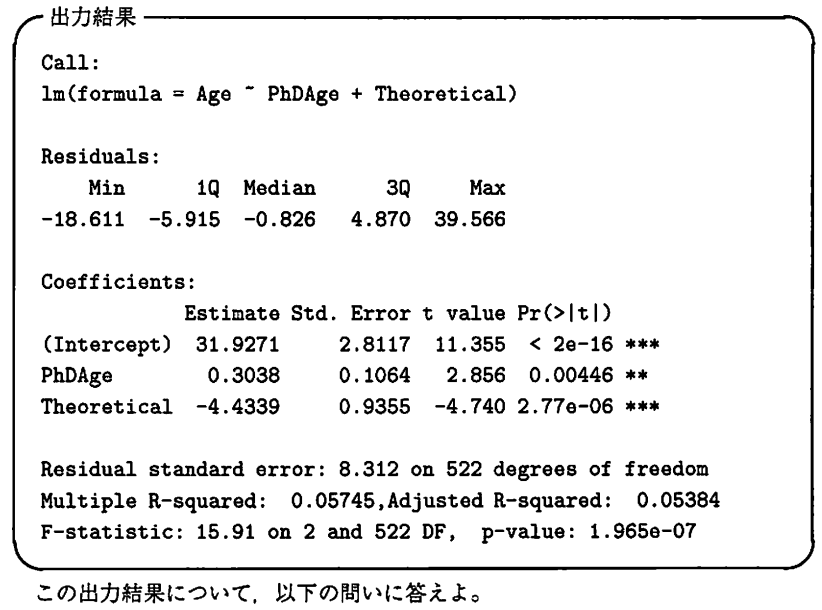 出力結果
Call:
lm(formula = Age ~ PhDAge + Theoretical)
Residuals:
Min 1Q Median 3Q Max
-18.611 -5.915 -0.826 4.870 39.566
Coefficients:
Estimate Std. Error t value Pr(>|t|)
(Intercept) 31.9271 2.8117 11.355 < 2e-16 ***
PhDAge 0.3038 0.1064 2.856 0.00446 **
Theoretical -4.4339 0.9355 -4.740 2.77e-06 ***
Residual standard error: 8.312 on 522 degrees of freedom
Multiple R-squared: 0.05745,Adjusted R-squared: 0.05384
F-statistic: 15.91 on 2 and 522 DF, p-value: 1.965e-07
この出力結果について，以下の問いに答えよ。